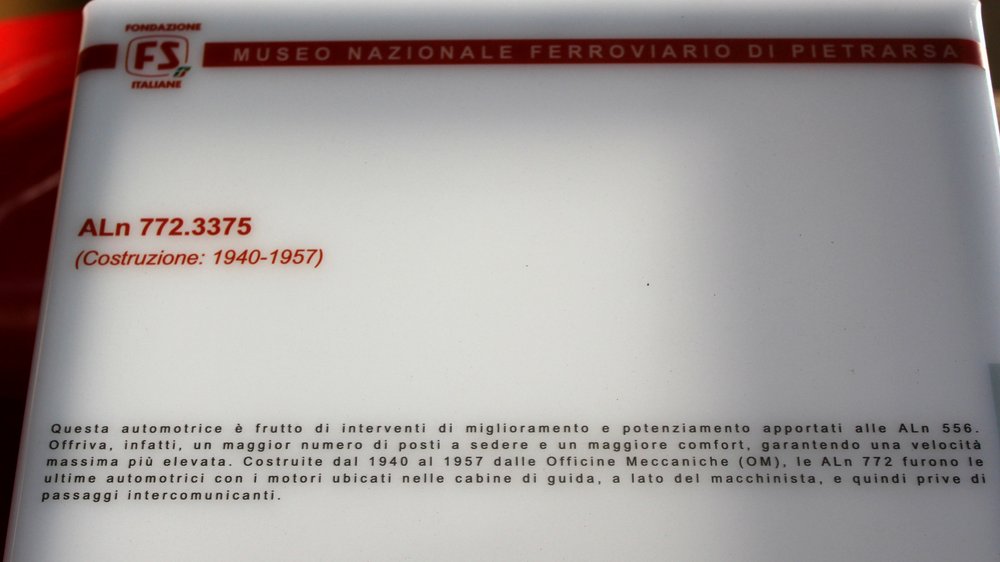 FONDAZIONE
FS
ITALIANE
MUSEO NAZIONALE FERROVIARIO DI PIETRARSA
ALn 772.3375
(Costruzione: 1940-1957)
Questa automotrice è frutto di interventi di miglioramento e potenziamento apportati alle ALn 556.
Offriva, infatti, un maggior numero di posti a sedere e un maggiore comfort, garantendo una velocità
massima più elevata. Costruite dal 1940 al 1957 dalle Officine Meccaniche (OM), le ALn 772 furono le
ultime automotrici con i motori ubicati nelle cabine di guida, a lato del macchinista, e quindi prive di
passaggi intercomunicanti.